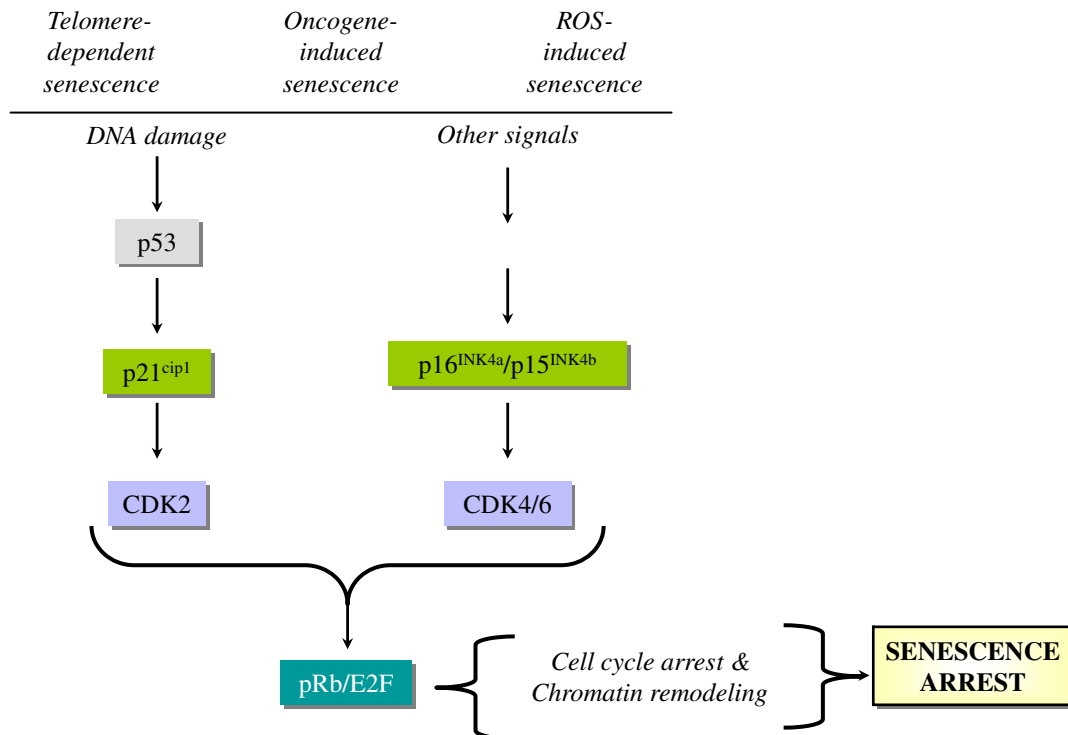 Telomere-
dependent
senescence
Oncogene-
induced
senescence
ROS-
induced
senescence
DNA damage
Other signals
p53
p21cip1
p16INK4a/p15INK4b
CDK2
CDK4/6
pRb/E2F
Cell cycle arrest &
Chromatin remodeling
SENESCENCE
ARREST